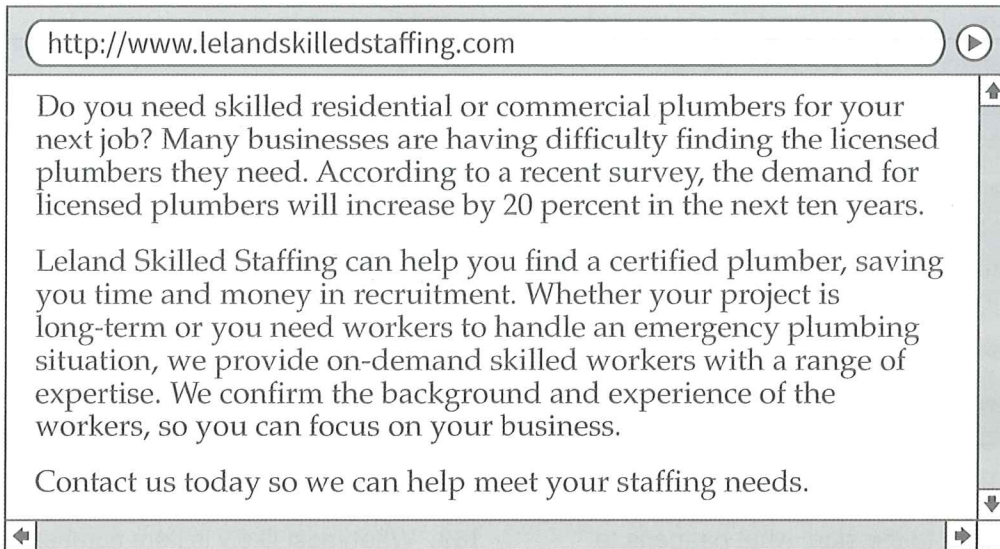 http://www.lelandskilledstaffing.com
Do you need skilled residential or commercial plumbers for your
next job? Many businesses are having difficulty finding the licensed
plumbers they need. According to a recent survey, the demand for
licensed plumbers will increase by 20 percent in the next ten years.
Leland Skilled Staffing can help you find a certified plumber, saving
you time and money in recruitment. Whether your project is
long-term or you need workers to handle an emergency plumbing
situation, we provide on-demand skilled workers with a range of
expertise. We confirm the background and experience of the
workers, so you can focus on your business.
Contact us today so we can help meet your staffing needs.